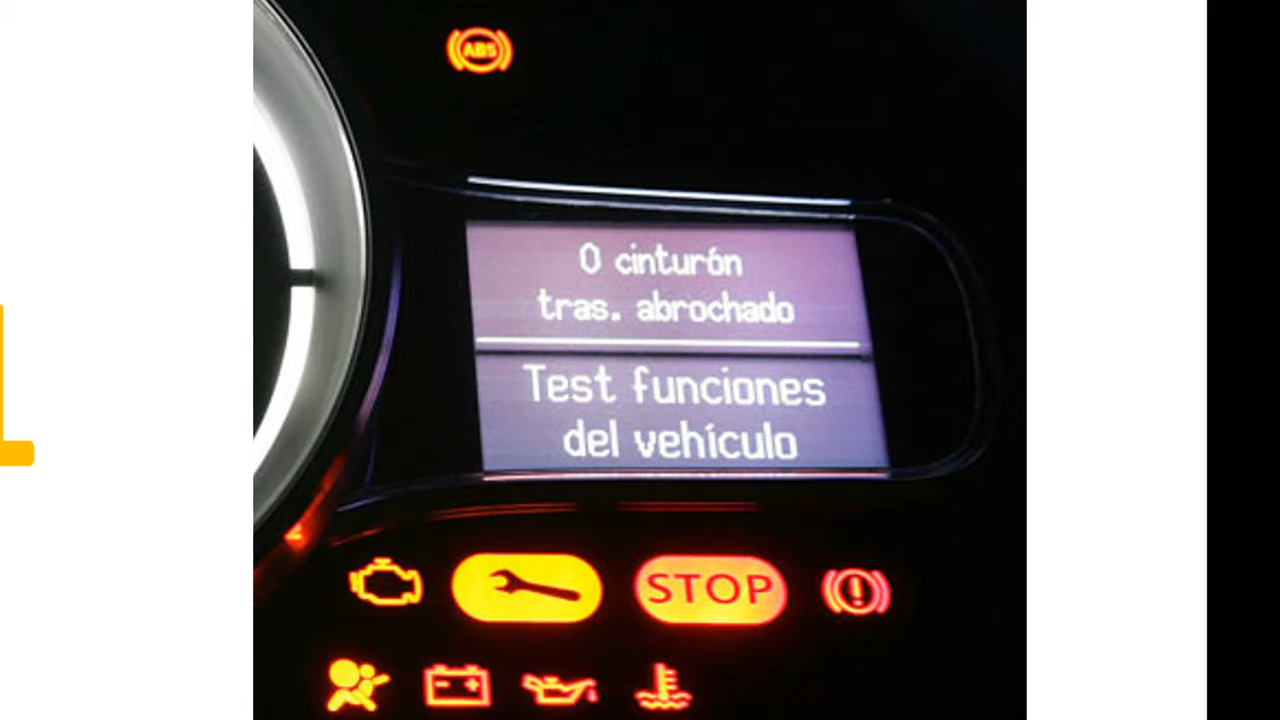 ABS
0 cinturón
tras. abrochado
Test funciones
del vehículo
STOP